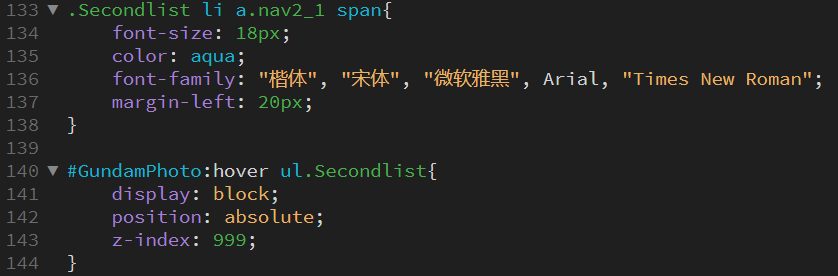 133 ▼ .Secondlist li a.nav2_1 span{
134 font-size: 18px;
135 color: aqua;
136 font-family: "楷体", "宋体", "微软雅黑", Arial, "Times New Roman";
137 margin-left: 20px;
138 }
139
140 ▼ #GundamPhoto:hover ul.Secondlist{
141 display: block;
142 position: absolute;
143 z-index: 999;
144 }